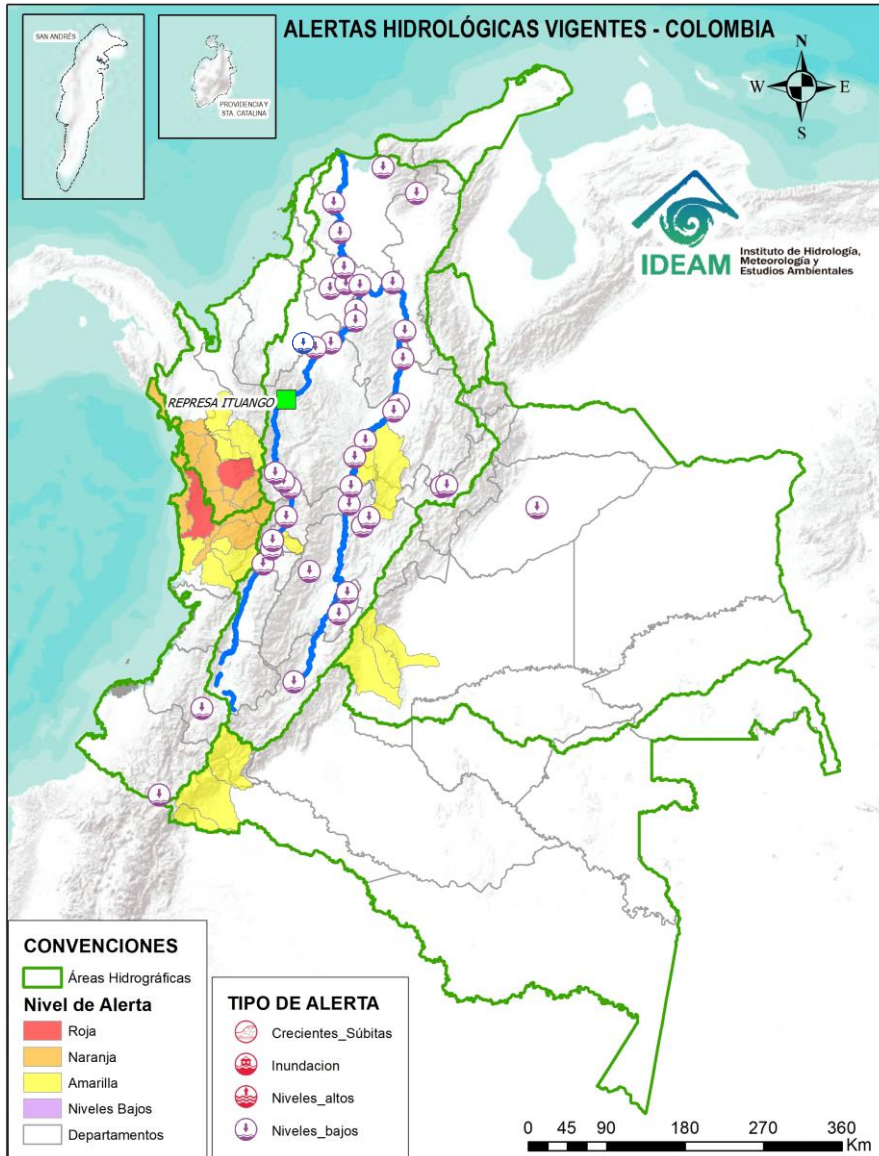 ALERTAS HIDROLÓGICAS VIGENTES - COLOMBIA
SAN ANDRÉS
PROVIDENCIA Y
STA. CATALINA
N
W
E
S
IDEAM
Instituto de Hidrología,
Meteorología y
Estudios Ambientales
REPRESA ITUANGO
CONVENCIONES
Áreas Hidrográficas
Nivel de Alerta
Roja
Naranja
Amarilla
Niveles Bajos
Departamentos
TIPO DE ALERTA
Crecientes_Súbitas
Inundacion
Niveles_altos
Niveles_bajos
0 45 90 180 270 360
Km